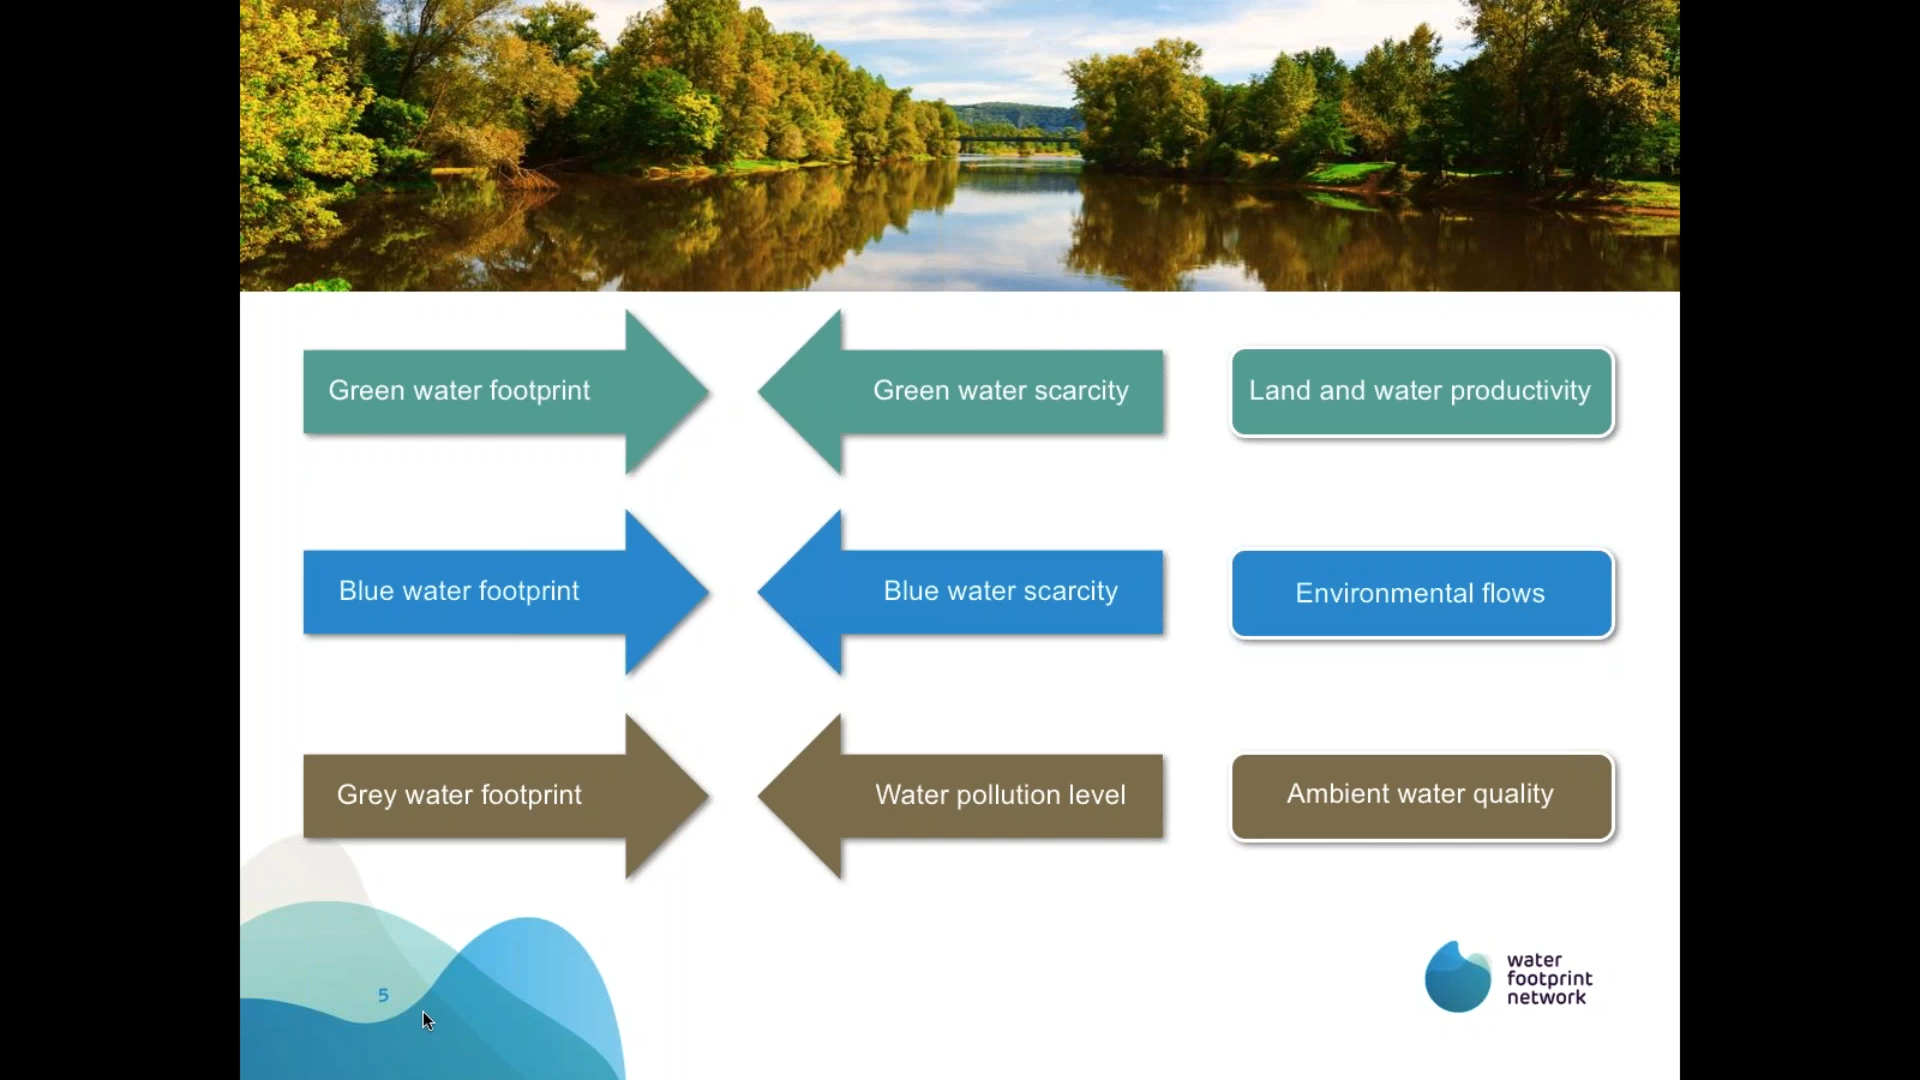 Green water footprint
Green water scarcity
Land and water productivity
Blue water footprint
Blue water scarcity
Environmental flows
Grey water footprint
Water pollution level
Ambient water quality
5
water
footprint
network